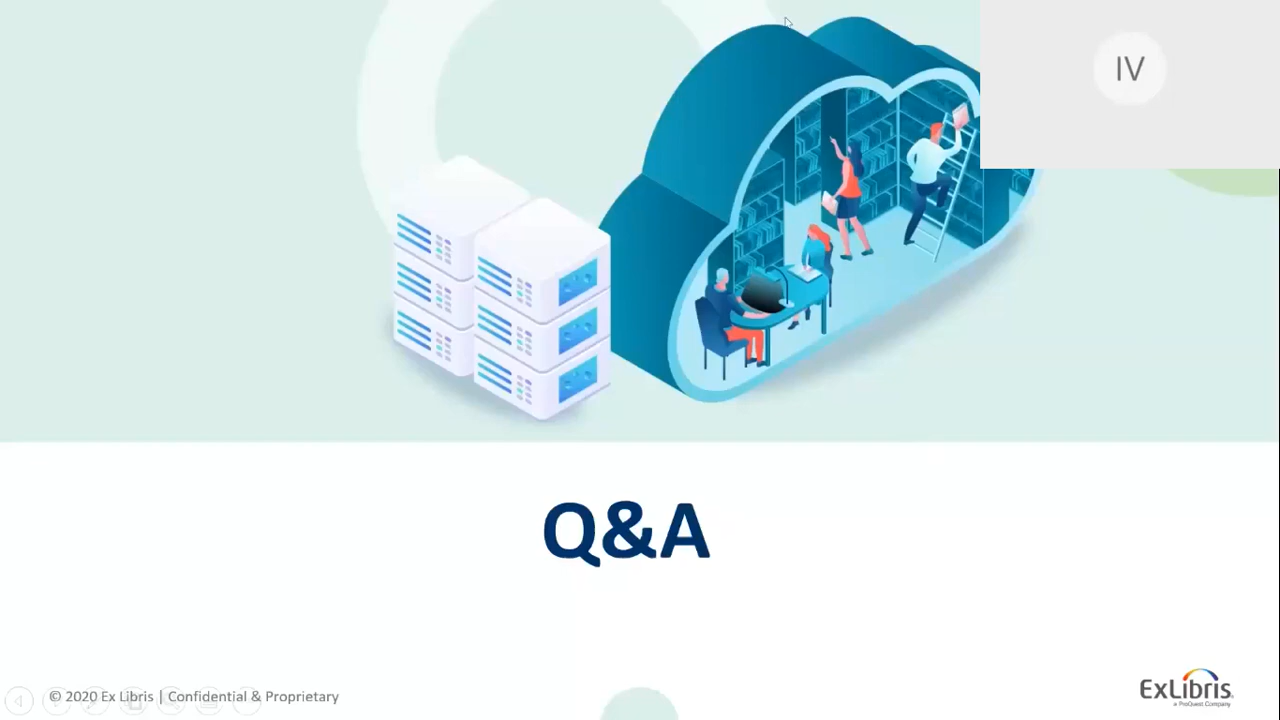 IV
Q&A
© 2020 Ex Libris | Confidential & Proprietary
ExLibris
a ProQuest Company